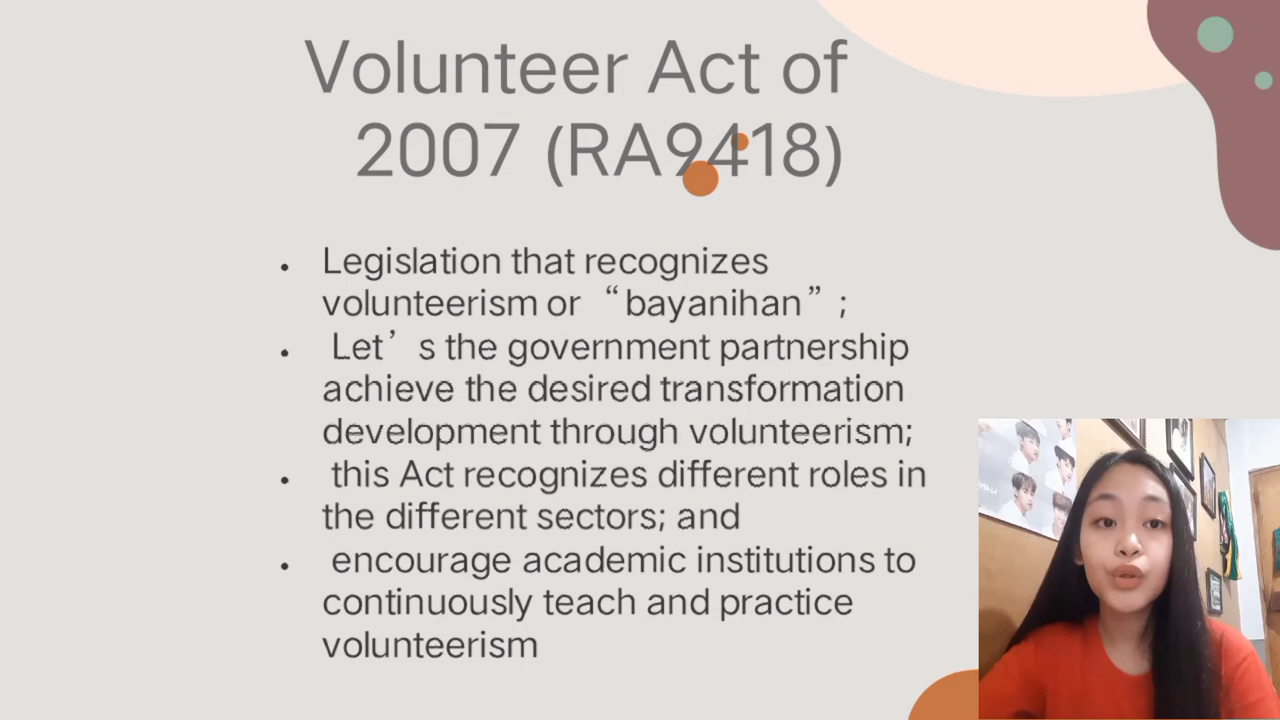 Volunteer Act of
2007 (RA9418)
• Legislation that recognizes
volunteerism or “bayanihan”;
• Let’s the government partnership
achieve the desired transformation
development through volunteerism;
• this Act recognizes different roles in
the different sectors; and
• encourage academic institutions to
continuously teach and practice
volunteerism